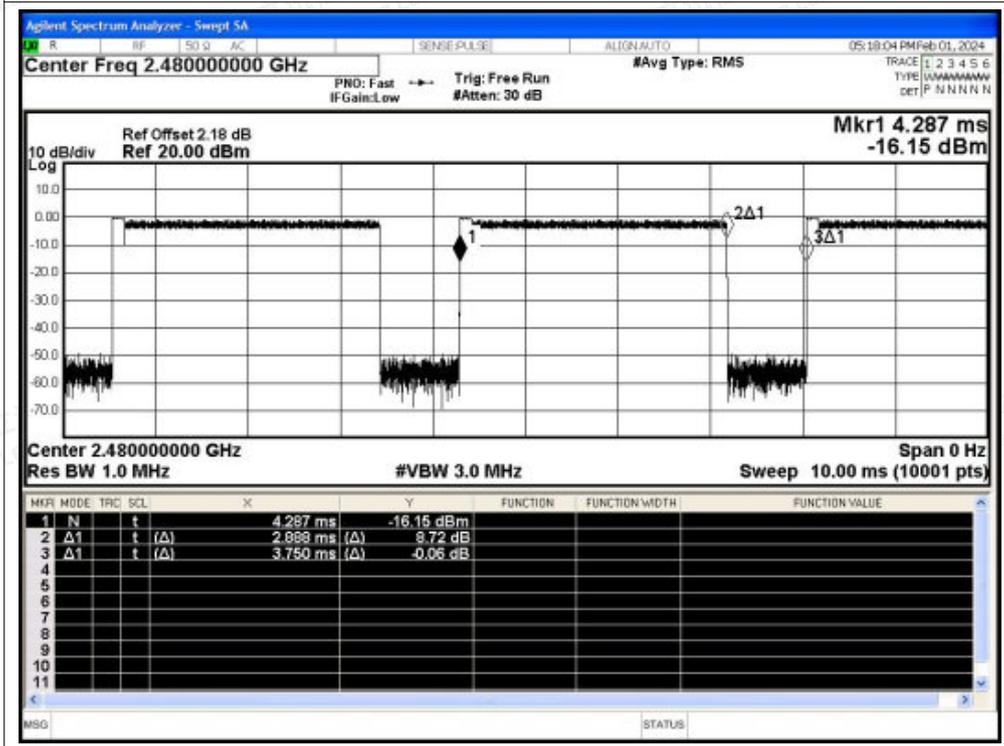 Agilent Spectrum Analyzer - Swept SA
R RF 50 Ω AC SENSE:PULSE ALIGNAUTO 05:18:04 PM Feb 01, 2024
Center Freq 2.480000000 GHz
PNO: Fast
IFGain:Low
Trig: Free Run
#Atten: 30 dB
#Avg Type: RMS
TRACE 1 2 3 4 5 6
TYPE
DET P N N N N N
Mkr1 4.287 ms
-16.15 dBm
Ref Offset 2.18 dB
10 dB/div Ref 20.00 dBm
Log
10.0
0.00
-10.0
-20.0
-30.0
-40.0
-50.0
-60.0
-70.0
1
2Δ1
3Δ1
Center 2.480000000 GHz Span 0 Hz
Res BW 1.0 MHz #VBW 3.0 MHz Sweep 10.00 ms (10001 pts)
MKR MODE TRC SCL X Y FUNCTION FUNCTION WIDTH FUNCTION VALUE
1 N t 4.287 ms -16.15 dBm
2 Δ1 t (Δ) 2.888 ms (Δ) 8.72 dB
3 Δ1 t (Δ) 3.750 ms (Δ) -0.06 dB
4
5
6
7
8
9
10
11
MSG STATUS